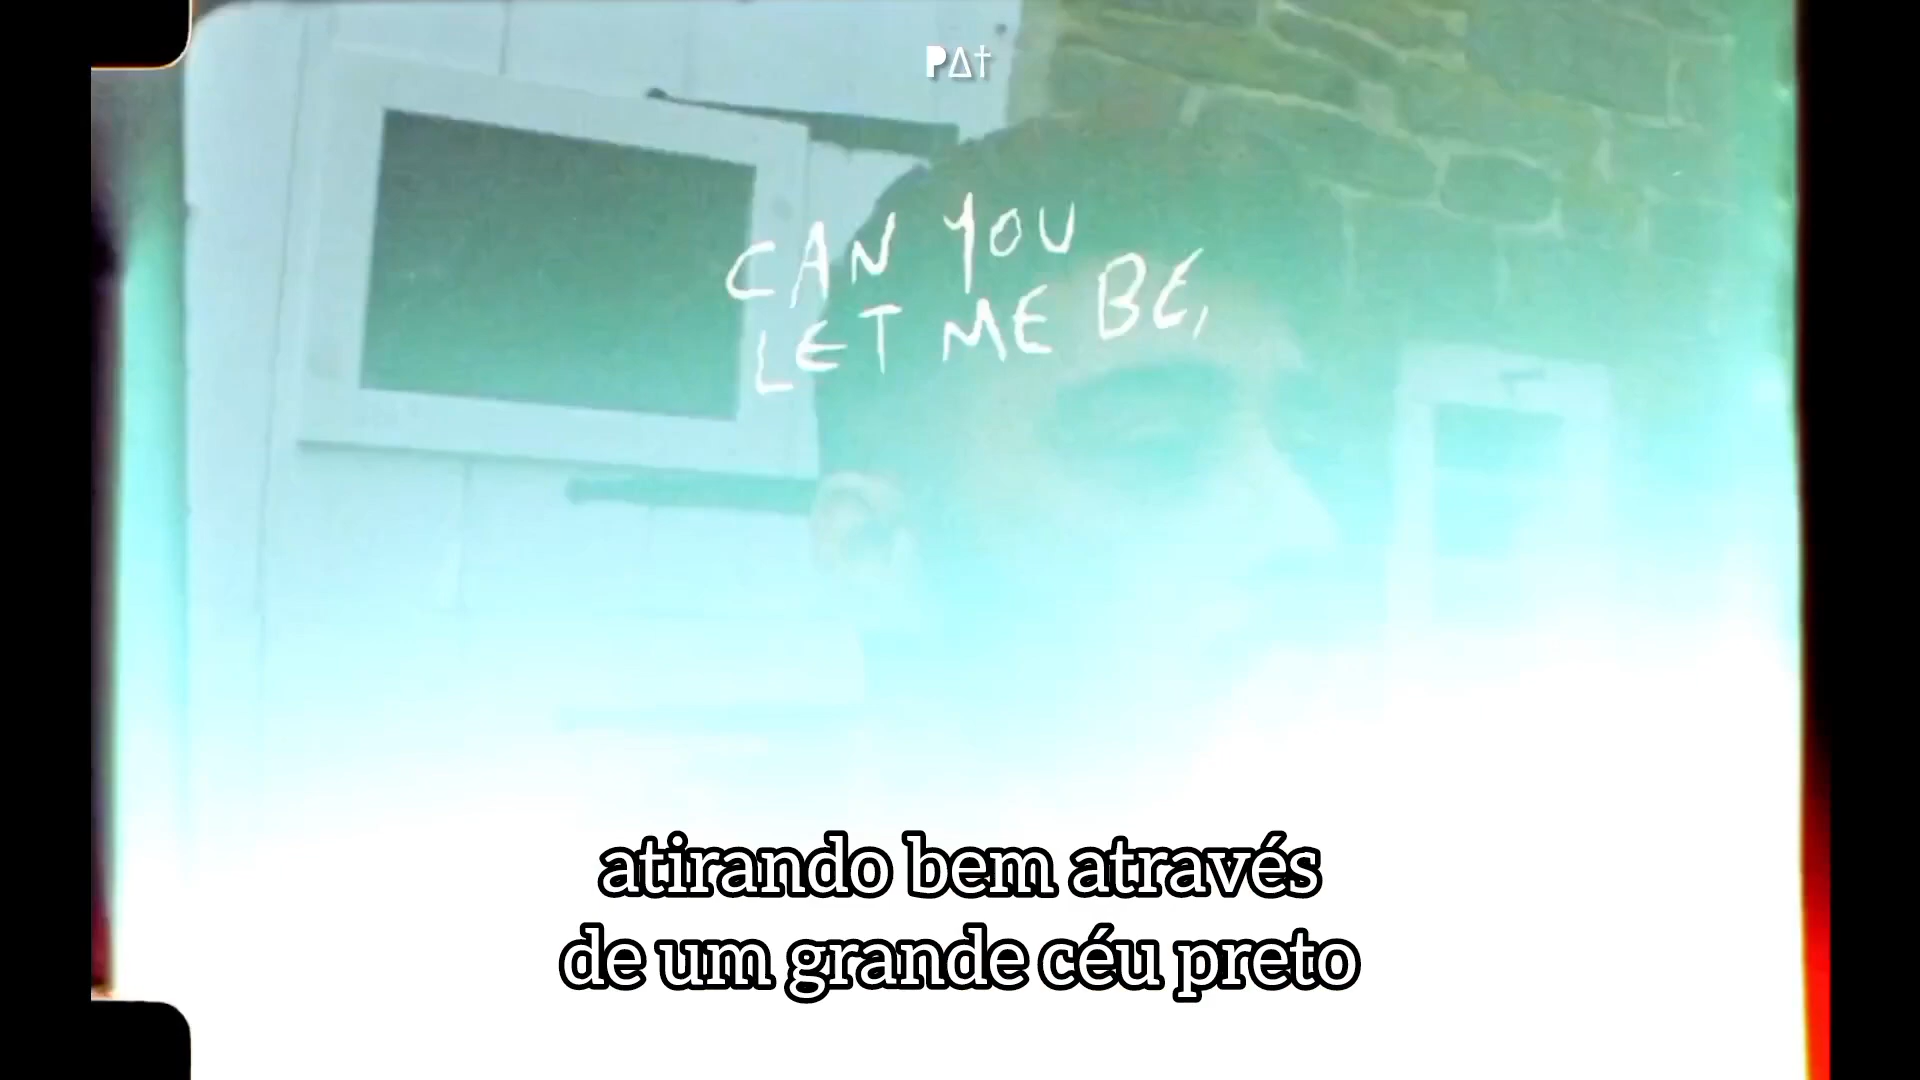 PΔ†
CAN YOU
LET ME BE,
atirando bem através
de um grande céu preto